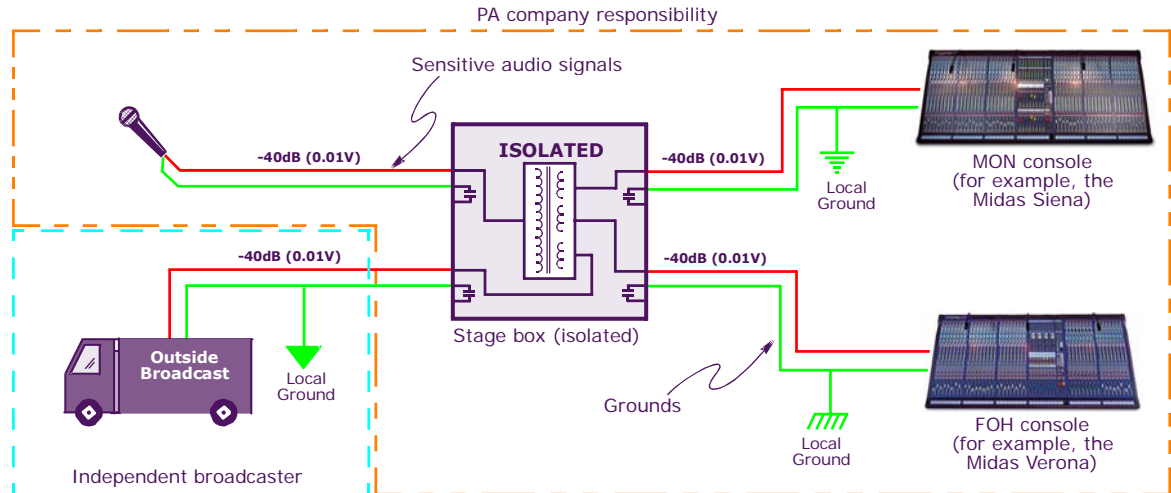 PA company responsibility
Sensitive audio signals
-40dB (0.01V)
ISOLATED
-40dB (0.01V)
Local
Ground
MON console
(for example, the
Midas Siena)
-40dB (0.01V)
-40dB (0.01V)
Stage box (isolated)
Outside
Broadcast
Local
Ground
Grounds
Local
Ground
FOH console
(for example, the
Midas Verona)
Independent broadcaster